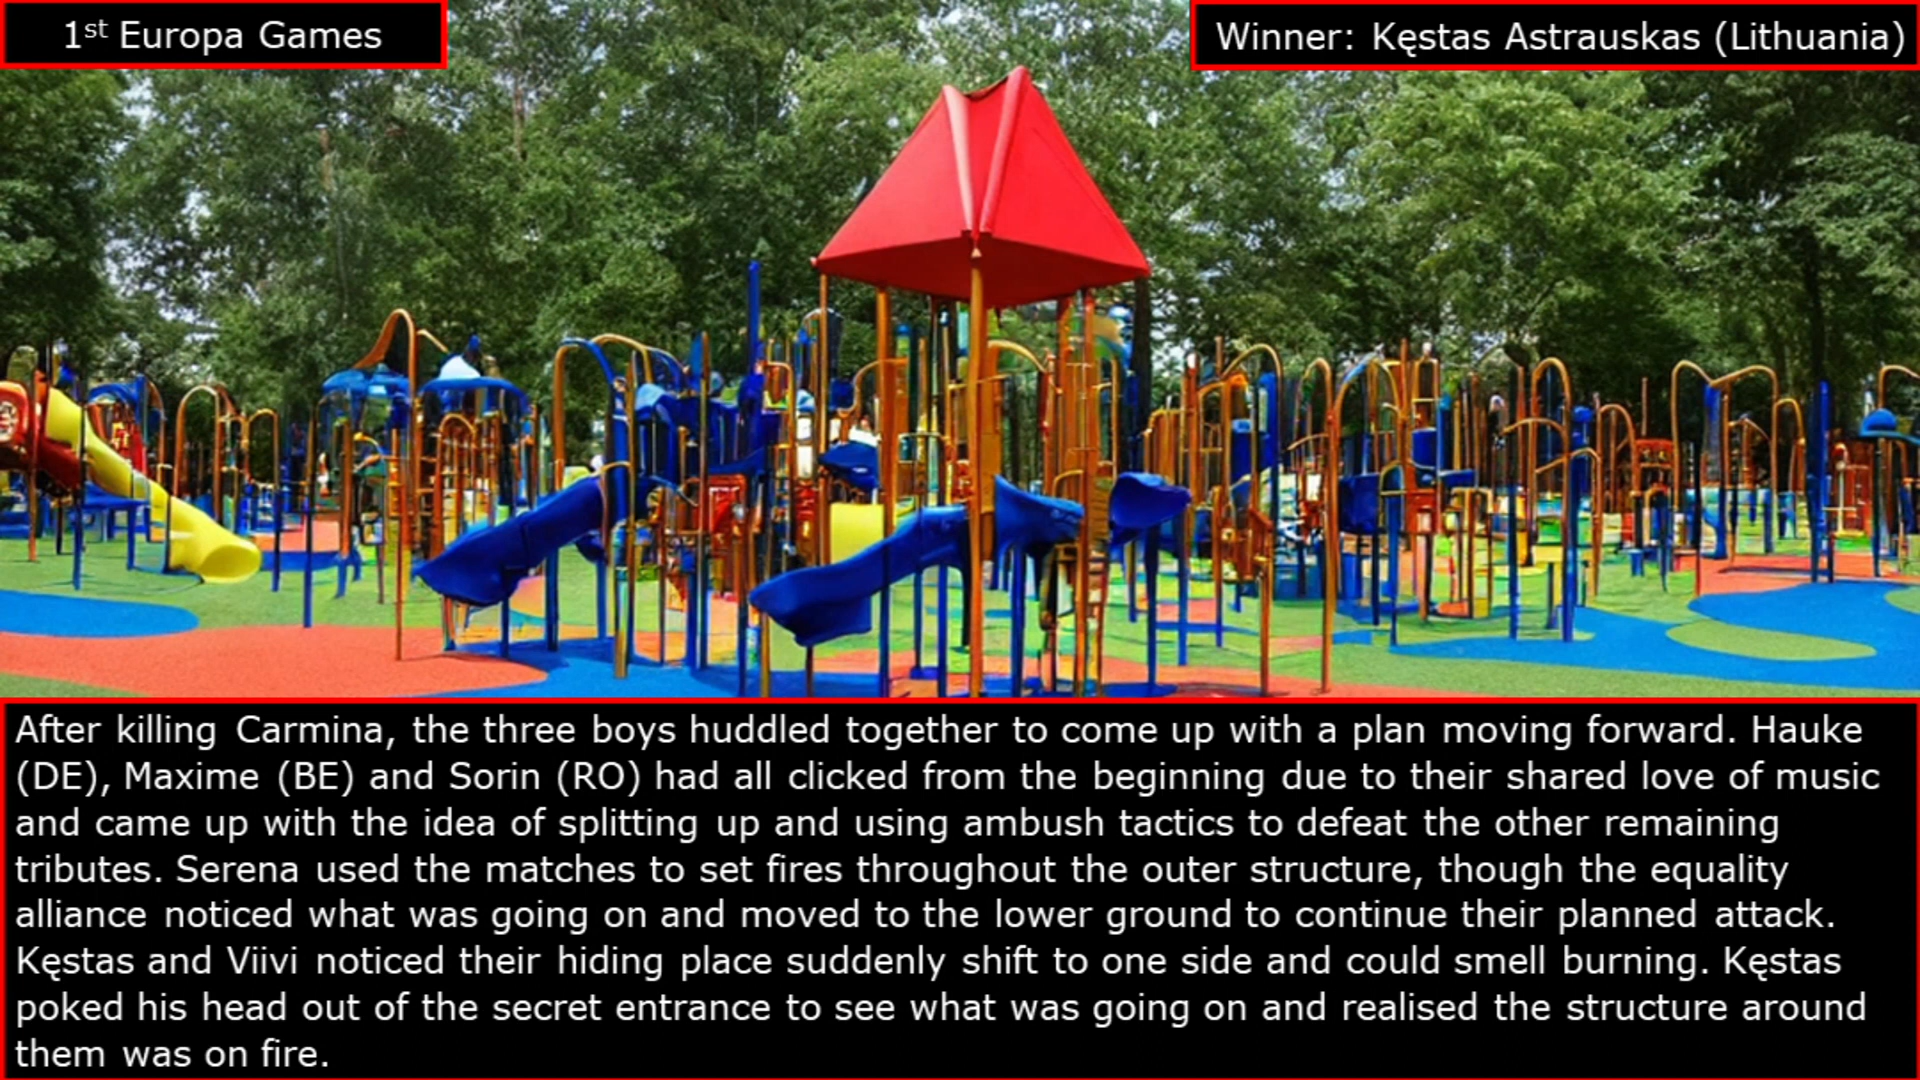 1st Europa Games
Winner: Kęstas Astrauskas (Lithuania)
After killing Carmina, the three boys huddled together to come up with a plan moving forward. Hauke
(DE), Maxime (BE) and Sorin (RO) had all clicked from the beginning due to their shared love of music
and came up with the idea of splitting up and using ambush tactics to defeat the other remaining
tributes. Serena used the matches to set fires throughout the outer structure, though the equality
alliance noticed what was going on and moved to the lower ground to continue their planned attack.
Kęstas and Viivi noticed their hiding place suddenly shift to one side and could smell burning. Kęstas
poked his head out of the secret entrance to see what was going on and realised the structure around
them was on fire.